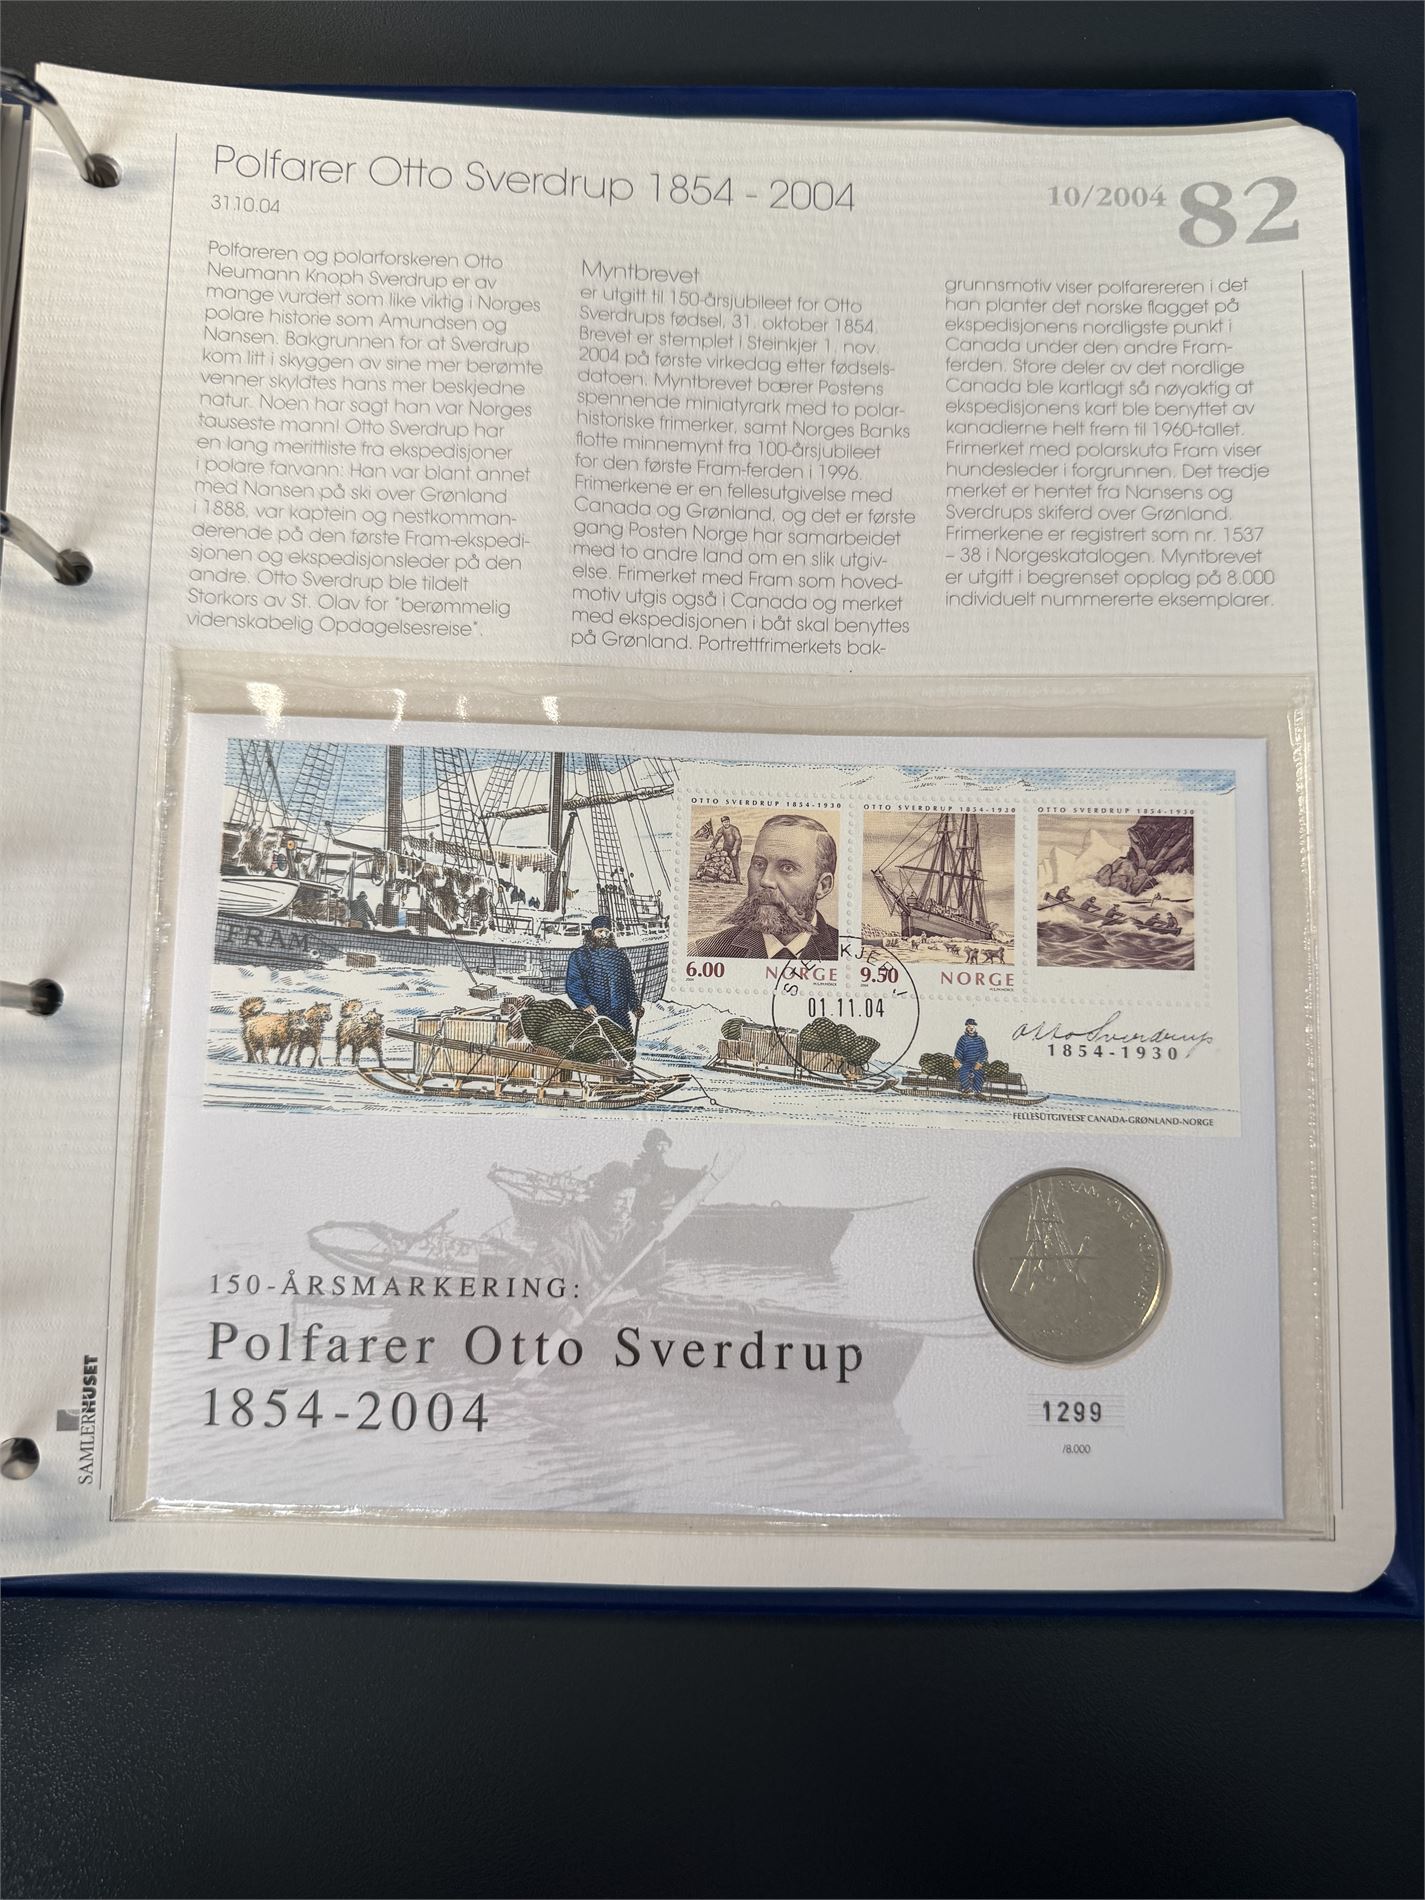 Polfarer Otto Sverdrup 1854 - 2004
31.10.04
10/2004 82
Polfareren og polarforskeren Otto
Neumann Knoph Sverdrup er av
mange vurdert som like viktig i Norges
polare historie som Amundsen og
Nansen. Bakgrunnen for at Sverdrup
kom litt i skyggen av sine mer berømte
venner skyldtes hans mer beskjedne
natur. Noen har sagt han var Norges
tauseste mann! Otto Sverdrup har
en lang merittliste fra ekspedisjoner
i polare farvann: Han var blant annet
med Nansen på ski over Grønland
i 1888, var kaptein og nestkomman-
derende på den første Fram-ekspedi-
sjonen og ekspedisjonsleder på den
andre. Otto Sverdrup ble tildelt
Storkors av St. Olav for "berømmelig
videnskabelig Opdagelsesreise".
Myntbrevet
er utgitt til 150-årsjubileet for Otto
Sverdrups fødsel, 31. oktober 1854.
Brevet er stemplet i Steinkjer 1. nov.
2004 på første virkedag etter fødsels-
datoen. Myntbrevet bærer Postens
spennende miniatyrark med to polar-
historiske frimerker, samt Norges Banks
flotte minnemynt fra 100-årsjubileet
for den første Fram-ferden i 1996.
Frimerkene er en fellesutgivelse med
Canada og Grønland, og det er første
gang Posten Norge har samarbeidet
med to andre land om en slik utgiv-
else. Frimerket med Fram som hoved-
motiv utgis også i Canada og merket
med ekspedisjonen i båt skal benyttes
på Grønland. Portrettfrimerkets bak-
grunnsmotiv viser polfarereren i det
han planter det norske flagget på
ekspedisjonens nordligste punkt i
Canada under den andre Fram-
ferden. Store deler av det nordlige
Canada ble kartlagt så nøyaktig at
ekspedisjonens kart ble benyttet av
kanadierne helt frem til 1960-tallet.
Frimerket med polarskuta Fram viser
hundesleder i forgrunnen. Det tredje
merket er hentet fra Nansens og
Sverdrups skiferd over Grønland.
Frimerkene er registrert som nr. 1537
– 38 i Norgeskatalogen. Myntbrevet
er utgitt i begrenset opplag på 8.000
individuelt nummererte eksemplarer.
OTTO SVERDRUP 1854-1930
OTTO SVERDRUP 1854-1930
OTTO SVERDRUP 1854-1930
FRAM
6.00 NORGE
9.50 NORGE
STEINKJER 1
01.11.04
Otto Sverdrup
1854-1930
FELLESUTGIVELSE CANADA-GRØNLAND-NORGE
150-ÅRSMARKERING:
Polfarer Otto Sverdrup
1854-2004
1299
/8.000
SAMLERHUSET